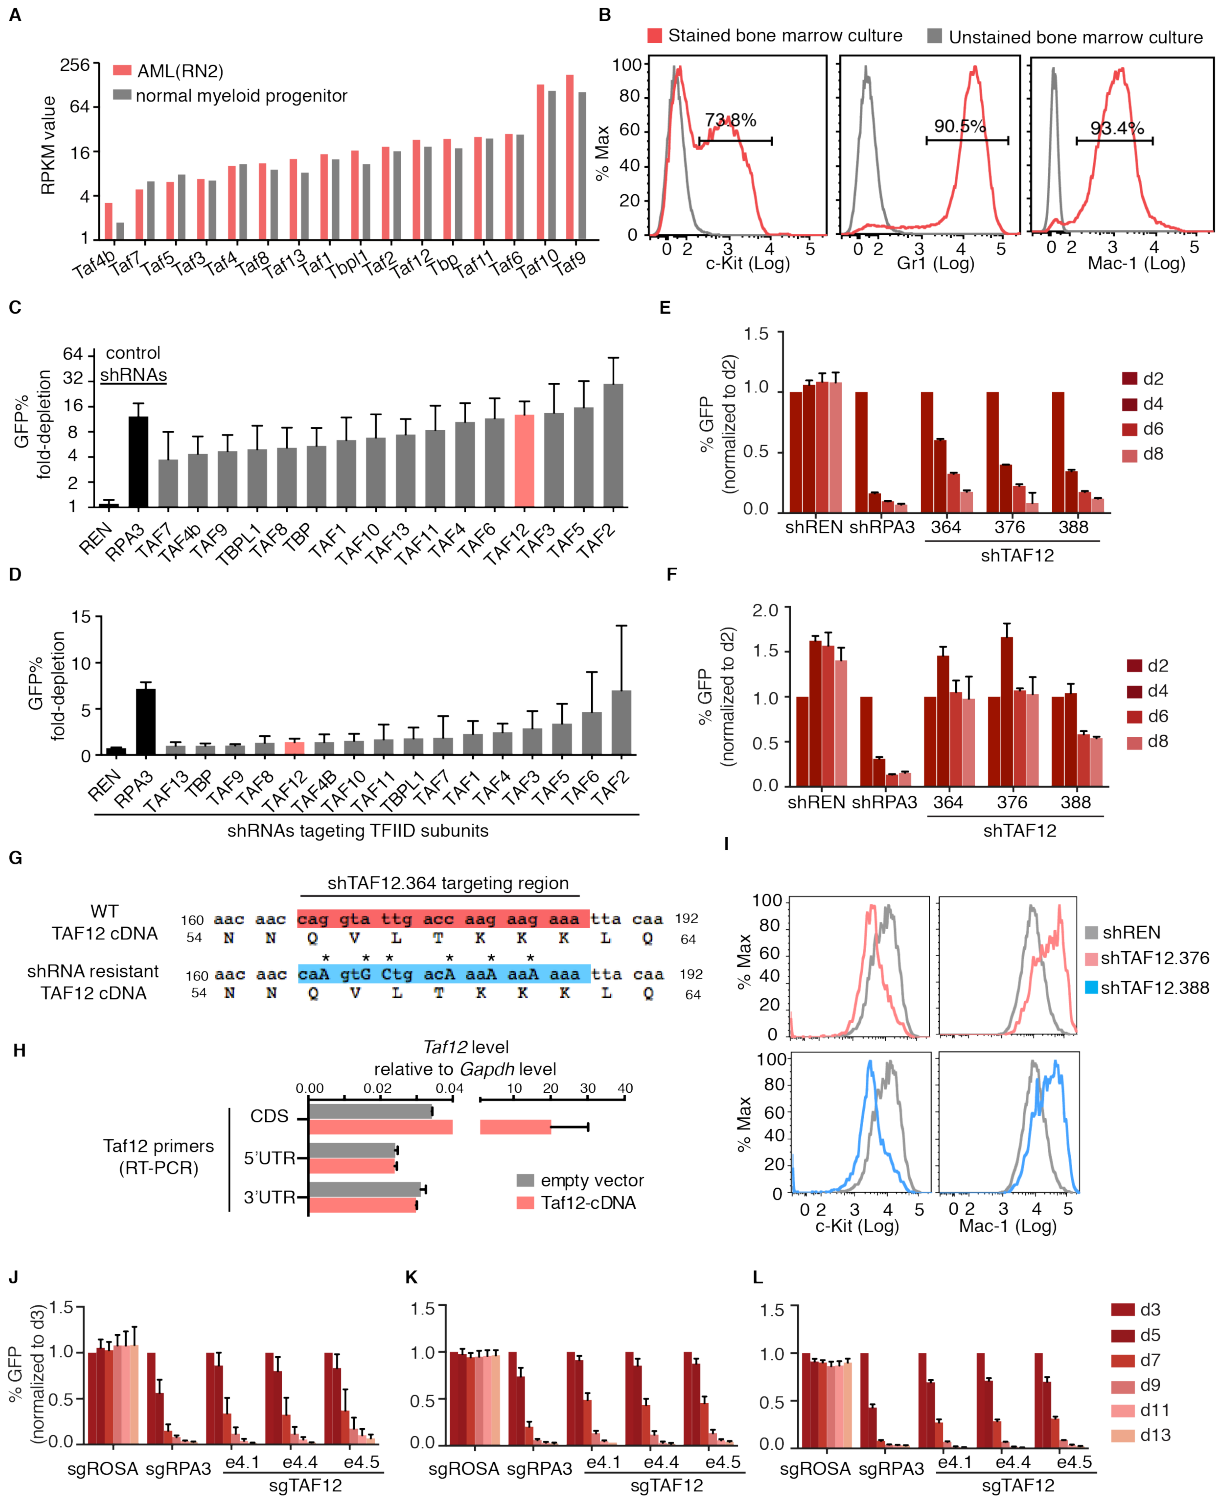 A
256
64
16
4
1
RPKM value
AML(RN2)
normal myeloid progenitor
Taf4b
Taf7
Taf5
Taf3
Taf4
Taf8
Taf13
Taf1
Tbpl1
Taf2
Taf12
Tbp
Taf11
Taf6
Taf10
Taf9
B
Stained bone marrow culture
Unstained bone marrow culture
100
80
60
40
20
0
% Max
73.8%
90.5%
93.4%
0 2 3 4 5
0 2 3 4 5
0 2 3 4 5
c-Kit (Log)
Gr1 (Log)
Mac-1 (Log)
C
64
32
16
8
4
2
1
GFP%
fold-depletion
control
shRNAs
REN
RPA3
TAF7
TAF4b
TAF9
TBPL1
TAF8
TBP
TAF1
TAF10
TAF13
TAF11
TAF4
TAF6
TAF12
TAF3
TAF5
TAF2
D
15
10
5
0
GFP%
fold-depletion
REN
RPA3
TAF13
TBP
TAF9
TAF8
TAF12
TAF4B
TAF10
TAF11
TBPL1
TAF7
TAF1
TAF4
TAF3
TAF5
TAF6
TAF2
shRNAs tageting TFIID subunits
E
1.5
1.0
0.5
0.0
% GFP
(normalized to d2)
d2
d4
d6
d8
shREN shRPA3 364 376 388
shTAF12
F
2.0
1.5
1.0
0.5
0.0
% GFP
(normalized to d2)
d2
d4
d6
d8
shREN shRPA3 364 376 388
shTAF12
G
shTAF12.364 targeting region
WT
TAF12 cDNA
160 aac aac cag gta ttg acc aag aag aaa tta caa 192
54 N N Q V L T K K K L Q 64
* * * * * *
shRNA resistant
TAF12 cDNA
160 aac aac caA gtG Ctg acA aaA aaA aaa tta caa 192
54 N N Q V L T K K K L Q 64
H
Taf12 level
relative to Gapdh level
0.00 0.02 0.04 10 20 30 40
Taf12 primers
(RT-PCR)
CDS
5'UTR
3'UTR
empty vector
Taf12-cDNA
I
100
80
60
40
20
0
% Max
shREN
shTAF12.376
shTAF12.388
100
80
60
40
20
0
% Max
0 2 3 4 5
0 2 3 4 5
c-Kit (Log)
Mac-1 (Log)
J
1.5
1.0
0.5
0.0
% GFP
(normalized to d3)
sgROSA sgRPA3 e4.1 e4.4 e4.5
sgTAF12
K
1.5
1.0
0.5
0.0
sgROSA sgRPA3 e4.1 e4.4 e4.5
sgTAF12
L
1.5
1.0
0.5
0.0
sgROSA sgRPA3 e4.1 e4.4 e4.5
sgTAF12
d3
d5
d7
d9
d11
d13